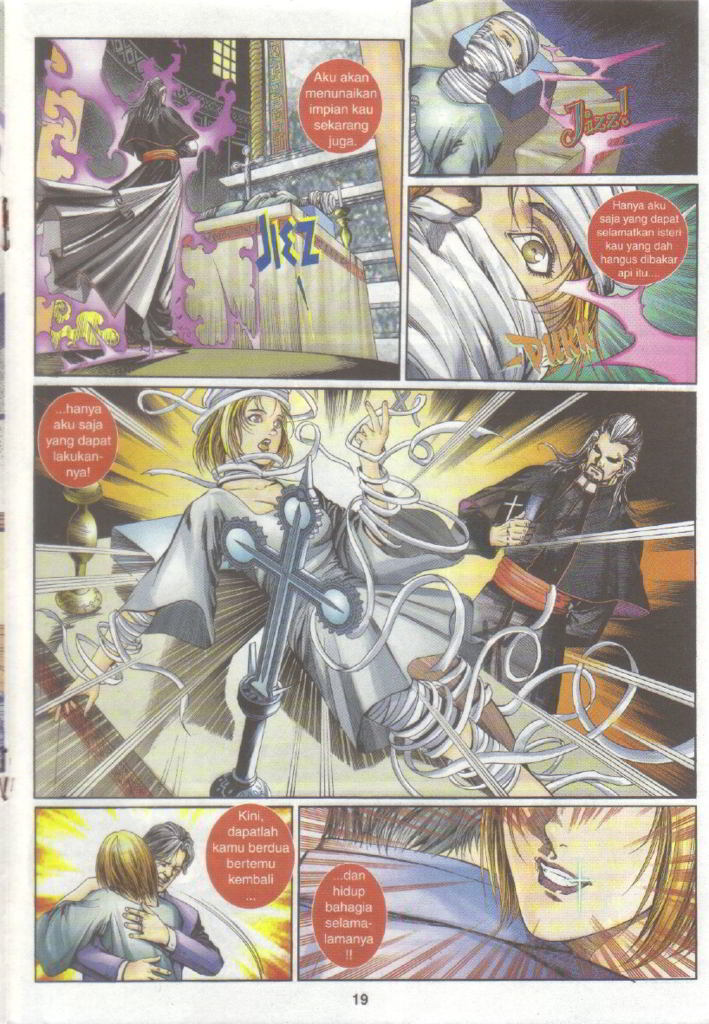 Aku akan
menunaikan
impian kau
sekarang
juga.
JIEZ
Jizz!
Hanya aku
saja yang dapat
selamatkan isteri
kau yang dah
hangus dibakar
api itu...
DUKK
...hanya
aku saja
yang dapat
lakukan-
nya!
Kini,
dapatlah
kamu berdua
bertemu
kembali
...
...dan
hidup
bahagia
selama-
lamanya
!!
19